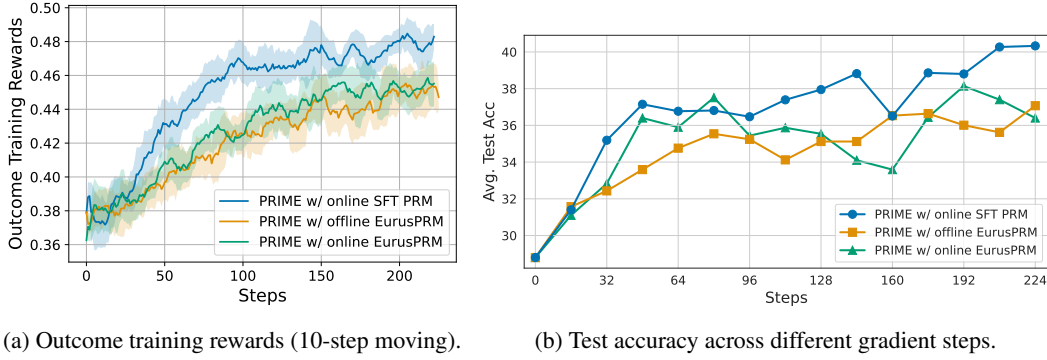 0.50
0.48
0.46
0.44
0.42
0.40
0.38
0.36
Outcome Training Rewards
0
50
100
150
200
Steps
PRIME w/ online SFT PRM
PRIME w/ offline EurusPRM
PRIME w/ online EurusPRM
(a) Outcome training rewards (10-step moving).
40
38
36
34
32
30
Avg. Test Acc
0
32
64
96
128
160
192
224
Steps
PRIME w/ online SFT PRM
PRIME w/ offline EurusPRM
PRIME w/ online EurusPRM
(b) Test accuracy across different gradient steps.